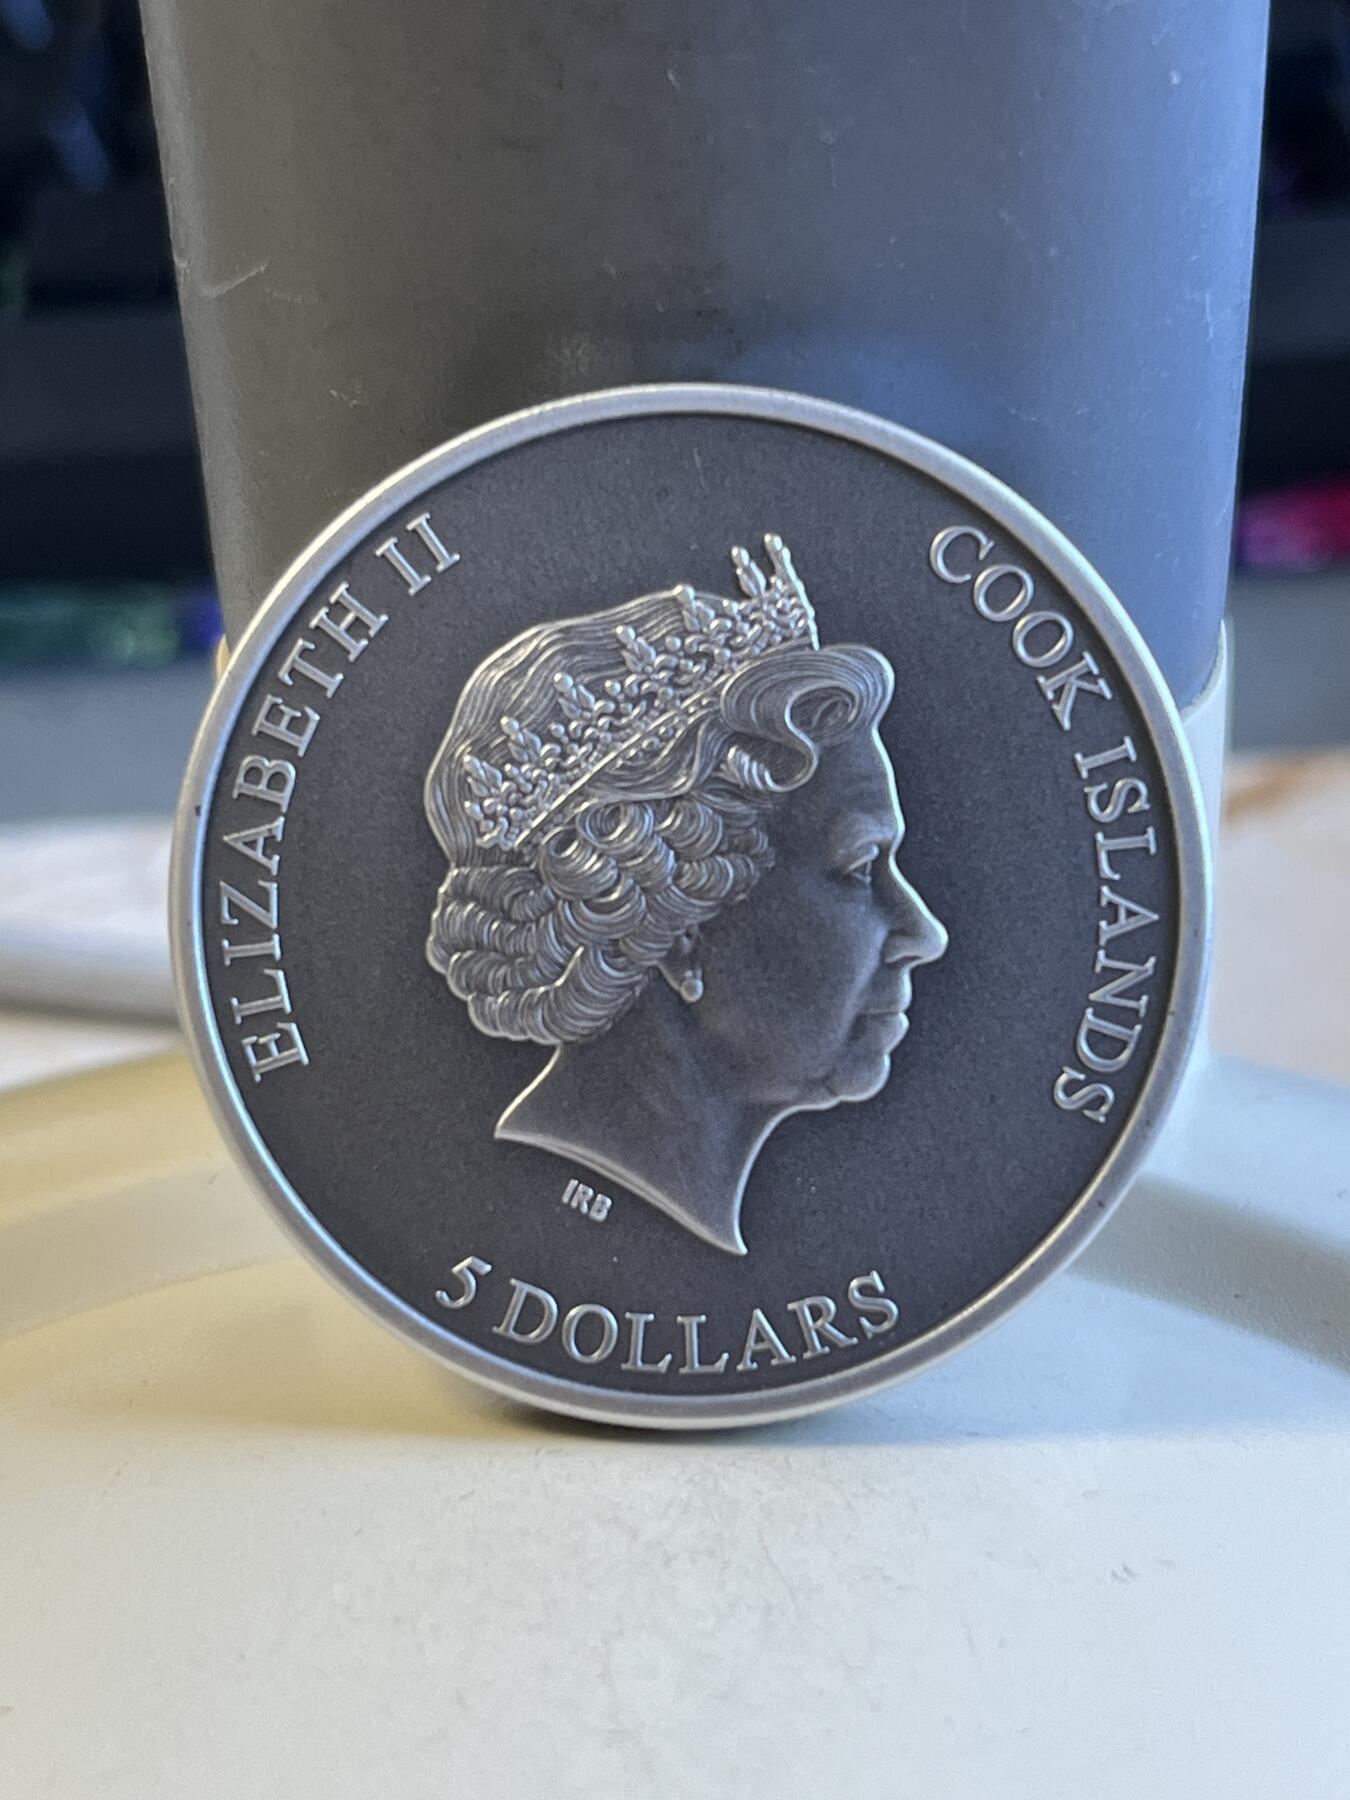 ELIZABETH II
COOK ISLANDS
IRB
5 DOLLARS